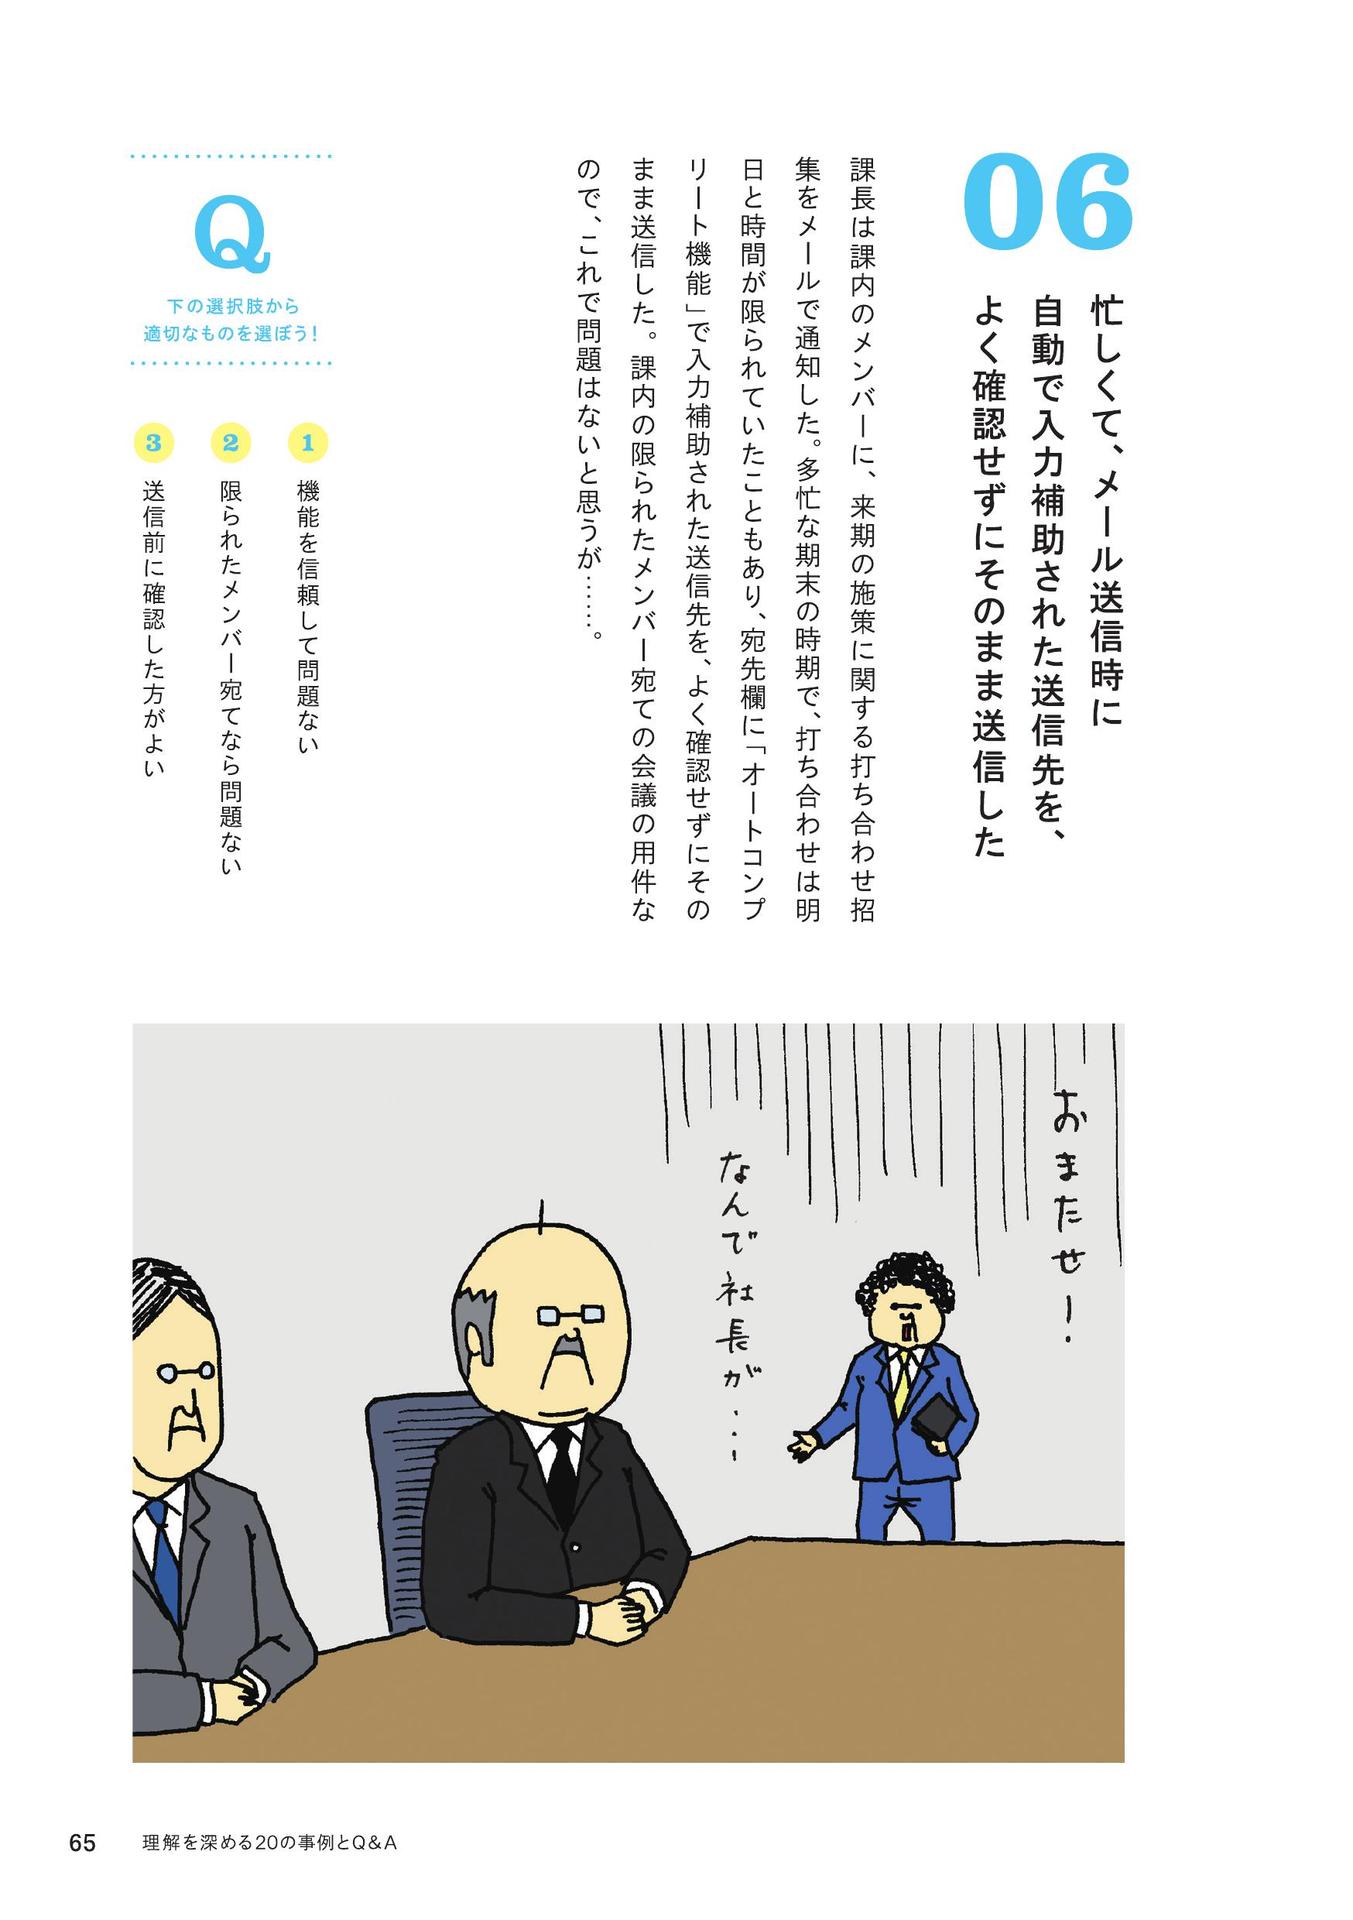 06
忙しくて、メール送信時に
自動で入力補助された送信先を、
よく確認せずにそのまま送信した
課長は課内のメンバーに、来期の施策に関する打ち合わせ招
集をメールで通知した。多忙な期末の時期で、打ち合わせは明
日と時間が限られていたこともあり、宛先欄に「オートコンプ
リート機能」で入力補助された送信先を、よく確認せずにその
まま送信した。課内の限られたメンバー宛ての会議の用件な
ので、これで問題はないと思うが……。
Q
下の選択肢から
適切なものを選ぼう!
1 機能を信頼して問題ない
2 限られたメンバー宛てなら問題ない
3 送信前に確認した方がよい
おまたせー!
なんで社長が...!
65 理解を深める20の事例とQ&A